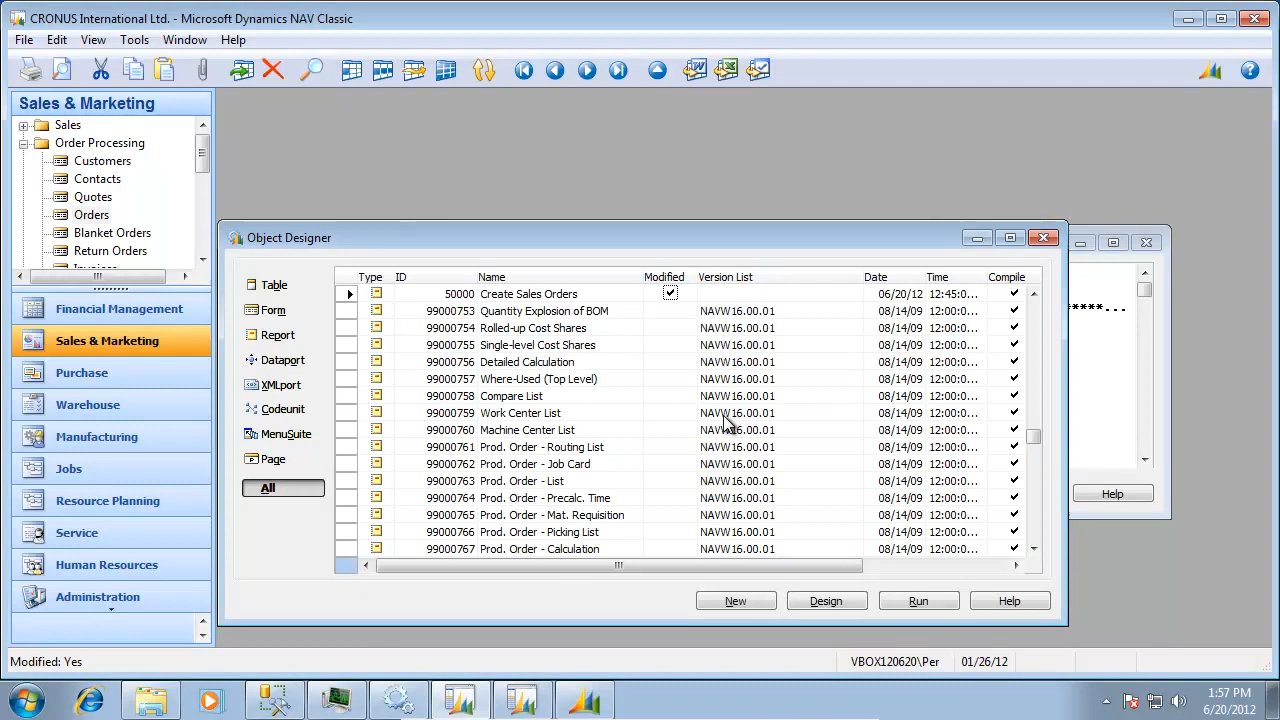 CRONUS International Ltd. - Microsoft Dynamics NAV Classic
File Edit View Tools Window Help
Sales & Marketing
Sales
Order Processing
Customers
Contacts
Quotes
Orders
Blanket Orders
Return Orders
Financial Management
Sales & Marketing
Purchase
Warehouse
Manufacturing
Jobs
Resource Planning
Service
Human Resources
Administration
Object Designer
Table
Form
Report
Dataport
XMLport
Codeunit
MenuSuite
Page
All
Type ID Name Modified Version List Date Time Compile
50000 Create Sales Orders 06/20/12 12:45:0...
99000753 Quantity Explosion of BOM NAVW16.00.01 08/14/09 12:00:0...
99000754 Rolled-up Cost Shares NAVW16.00.01 08/14/09 12:00:0...
99000755 Single-level Cost Shares NAVW16.00.01 08/14/09 12:00:0...
99000756 Detailed Calculation NAVW16.00.01 08/14/09 12:00:0...
99000757 Where-Used (Top Level) NAVW16.00.01 08/14/09 12:00:0...
99000758 Compare List NAVW16.00.01 08/14/09 12:00:0...
99000759 Work Center List NAVW16.00.01 08/14/09 12:00:0...
99000760 Machine Center List NAVW16.00.01 08/14/09 12:00:0...
99000761 Prod. Order - Routing List NAVW16.00.01 08/14/09 12:00:0...
99000762 Prod. Order - Job Card NAVW16.00.01 08/14/09 12:00:0...
99000763 Prod. Order - List NAVW16.00.01 08/14/09 12:00:0...
99000764 Prod. Order - Precalc. Time NAVW16.00.01 08/14/09 12:00:0...
99000765 Prod. Order - Mat. Requisition NAVW16.00.01 08/14/09 12:00:0...
99000766 Prod. Order - Picking List NAVW16.00.01 08/14/09 12:00:0...
99000767 Prod. Order - Calculation NAVW16.00.01 08/14/09 12:00:0...
New Design Run Help
****...
Help
Modified: Yes
VBOX120620\Per 01/26/12
1:57 PM
6/20/2012